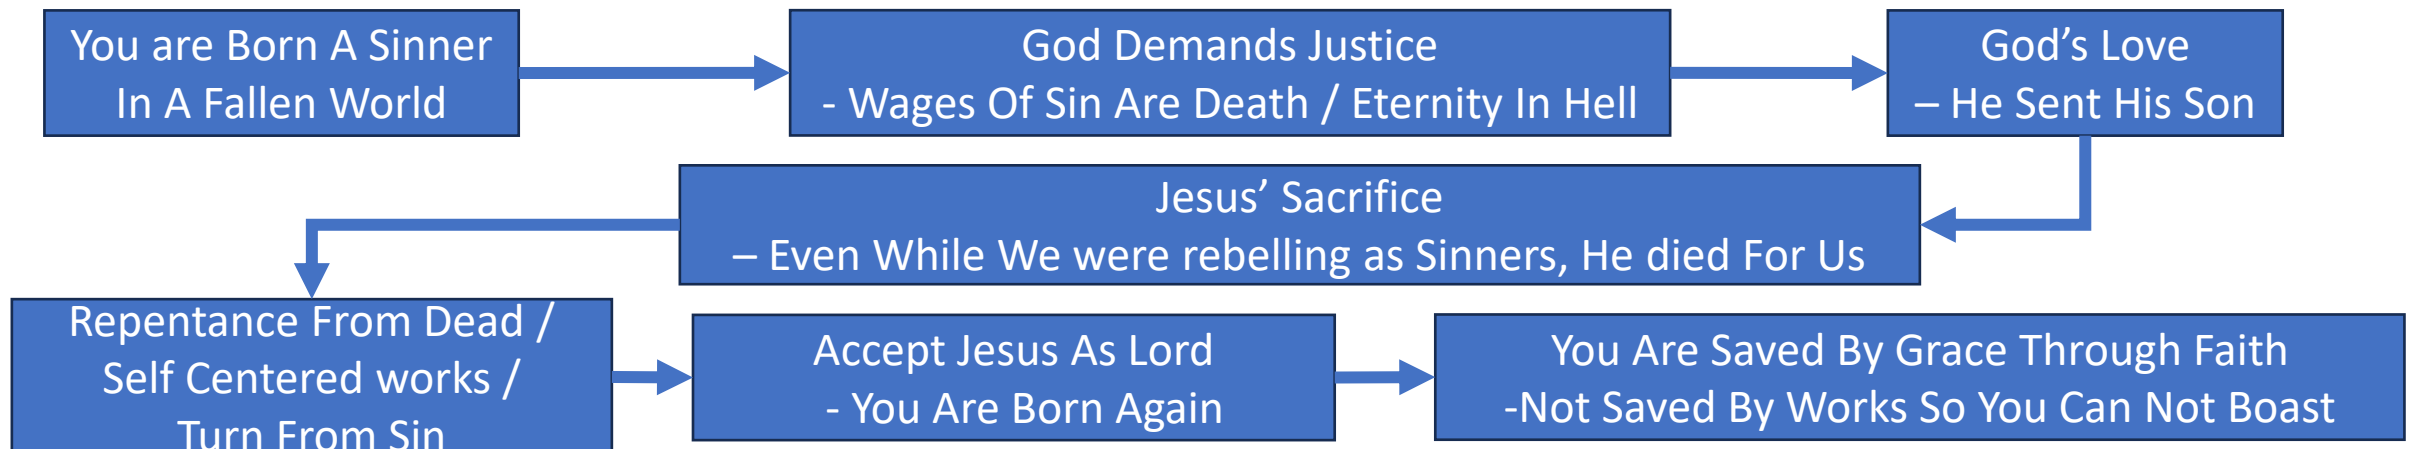 You are Born A Sinner
In A Fallen World
God Demands Justice
- Wages Of Sin Are Death / Eternity In Hell
God’s Love
– He Sent His Son
Jesus’ Sacrifice
– Even While We were rebelling as Sinners, He died For Us
Repentance From Dead /
Self Centered works /
Turn From Sin
Accept Jesus As Lord
- You Are Born Again
You Are Saved By Grace Through Faith
-Not Saved By Works So You Can Not Boast